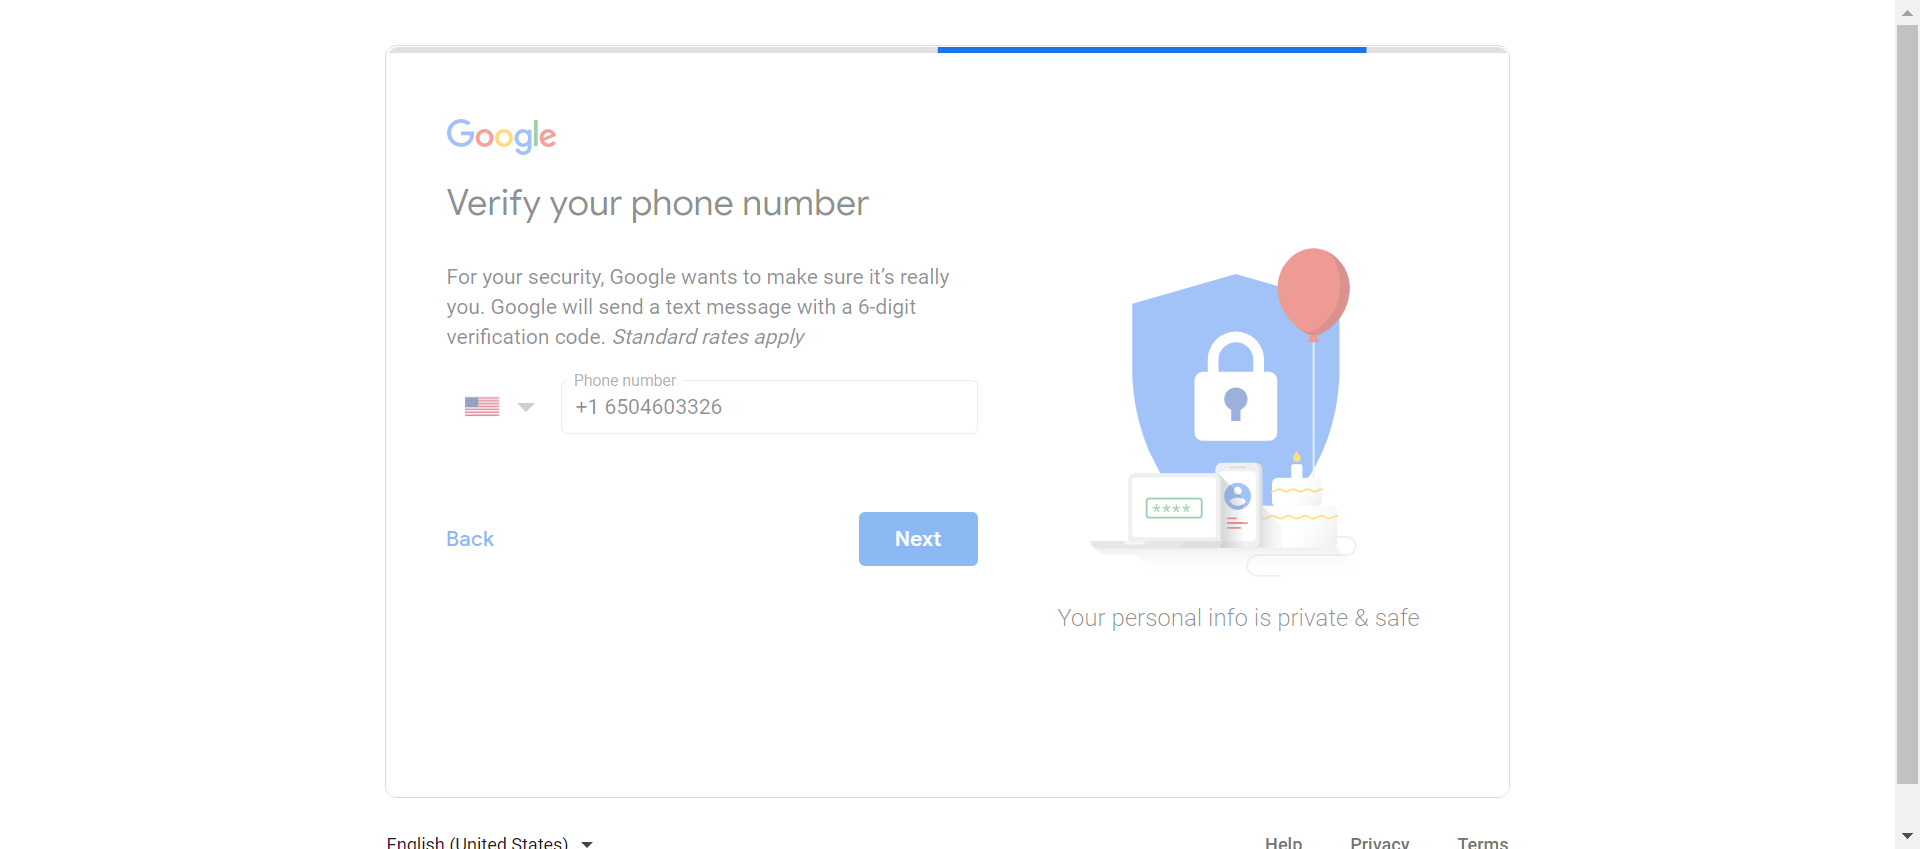 Google
Verify your phone number
For your security, Google wants to make sure it’s really
you. Google will send a text message with a 6-digit
verification code. Standard rates apply
Phone number
+1 6504603326
Back
Next
****
Your personal info is private & safe
English (United States)
Help
Privacy
Terms